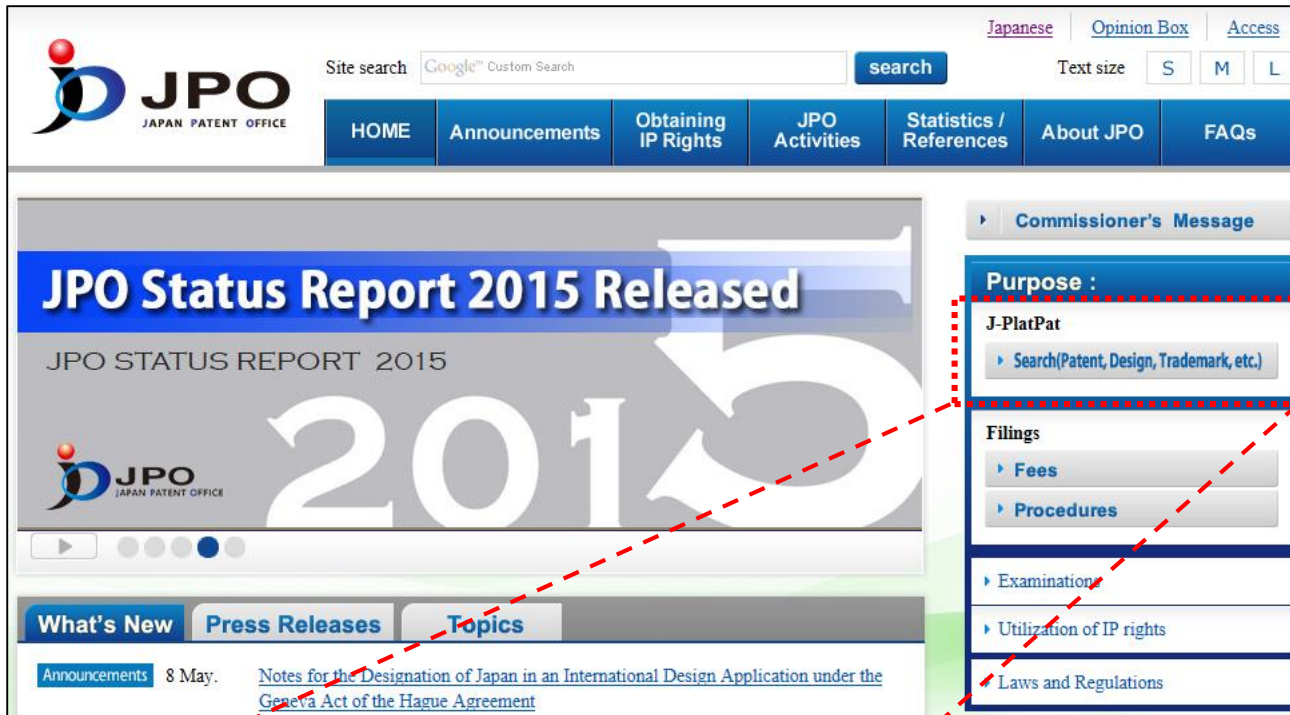 Japanese Opinion Box Access
JPO
JAPAN PATENT OFFICE
Site search Google™ Custom Search search Text size S M L
HOME Announcements Obtaining IP Rights JPO Activities Statistics / References About JPO FAQs
JPO Status Report 2015 Released
JPO STATUS REPORT 2015
2015
JPO
JAPAN PATENT OFFICE
Commissioner's Message
Purpose :
J-PlatPat
Search(Patent, Design, Trademark, etc.)
Filings
Fees
Procedures
Examinations
Utilization of IP rights
Laws and Regulations
What's New Press Releases Topics
Announcements 8 May. Notes for the Designation of Japan in an International Design Application under the
Geneva Act of the Hague Agreement